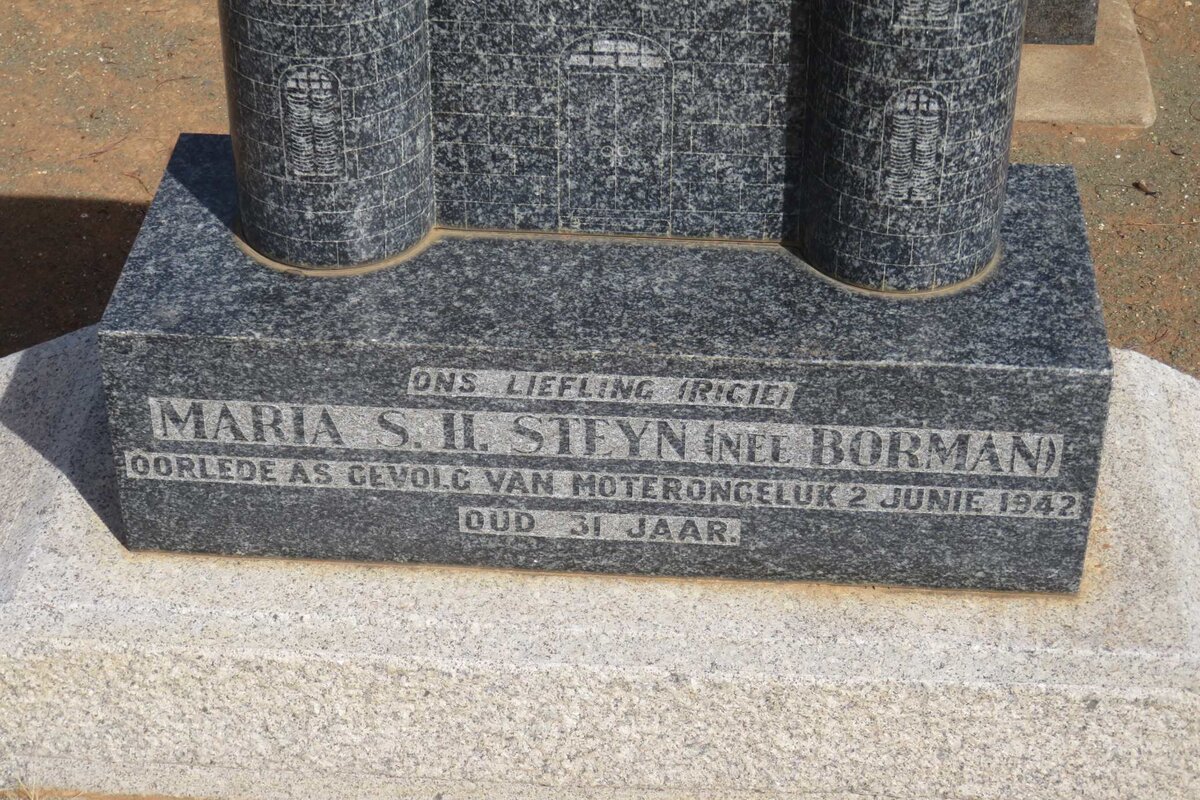 ONS LIEFLING (RIGIE)
MARIA S. H. STEYN (NEE BORMAN)
OORLEDE AS GEVOLG VAN MOTERONGELUK 2 JUNIE 1942
OUD 31 JAAR.